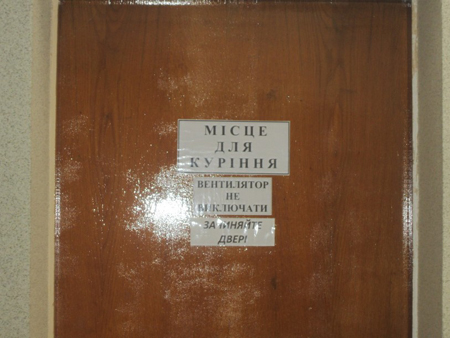 МІСЦЕ
ДЛЯ
КУРІННЯ
ВЕНТИЛЯТОР
НЕ
ВИКЛЮЧАТИ
ЗАЧИНЯЙТЕ
ДВЕРІ